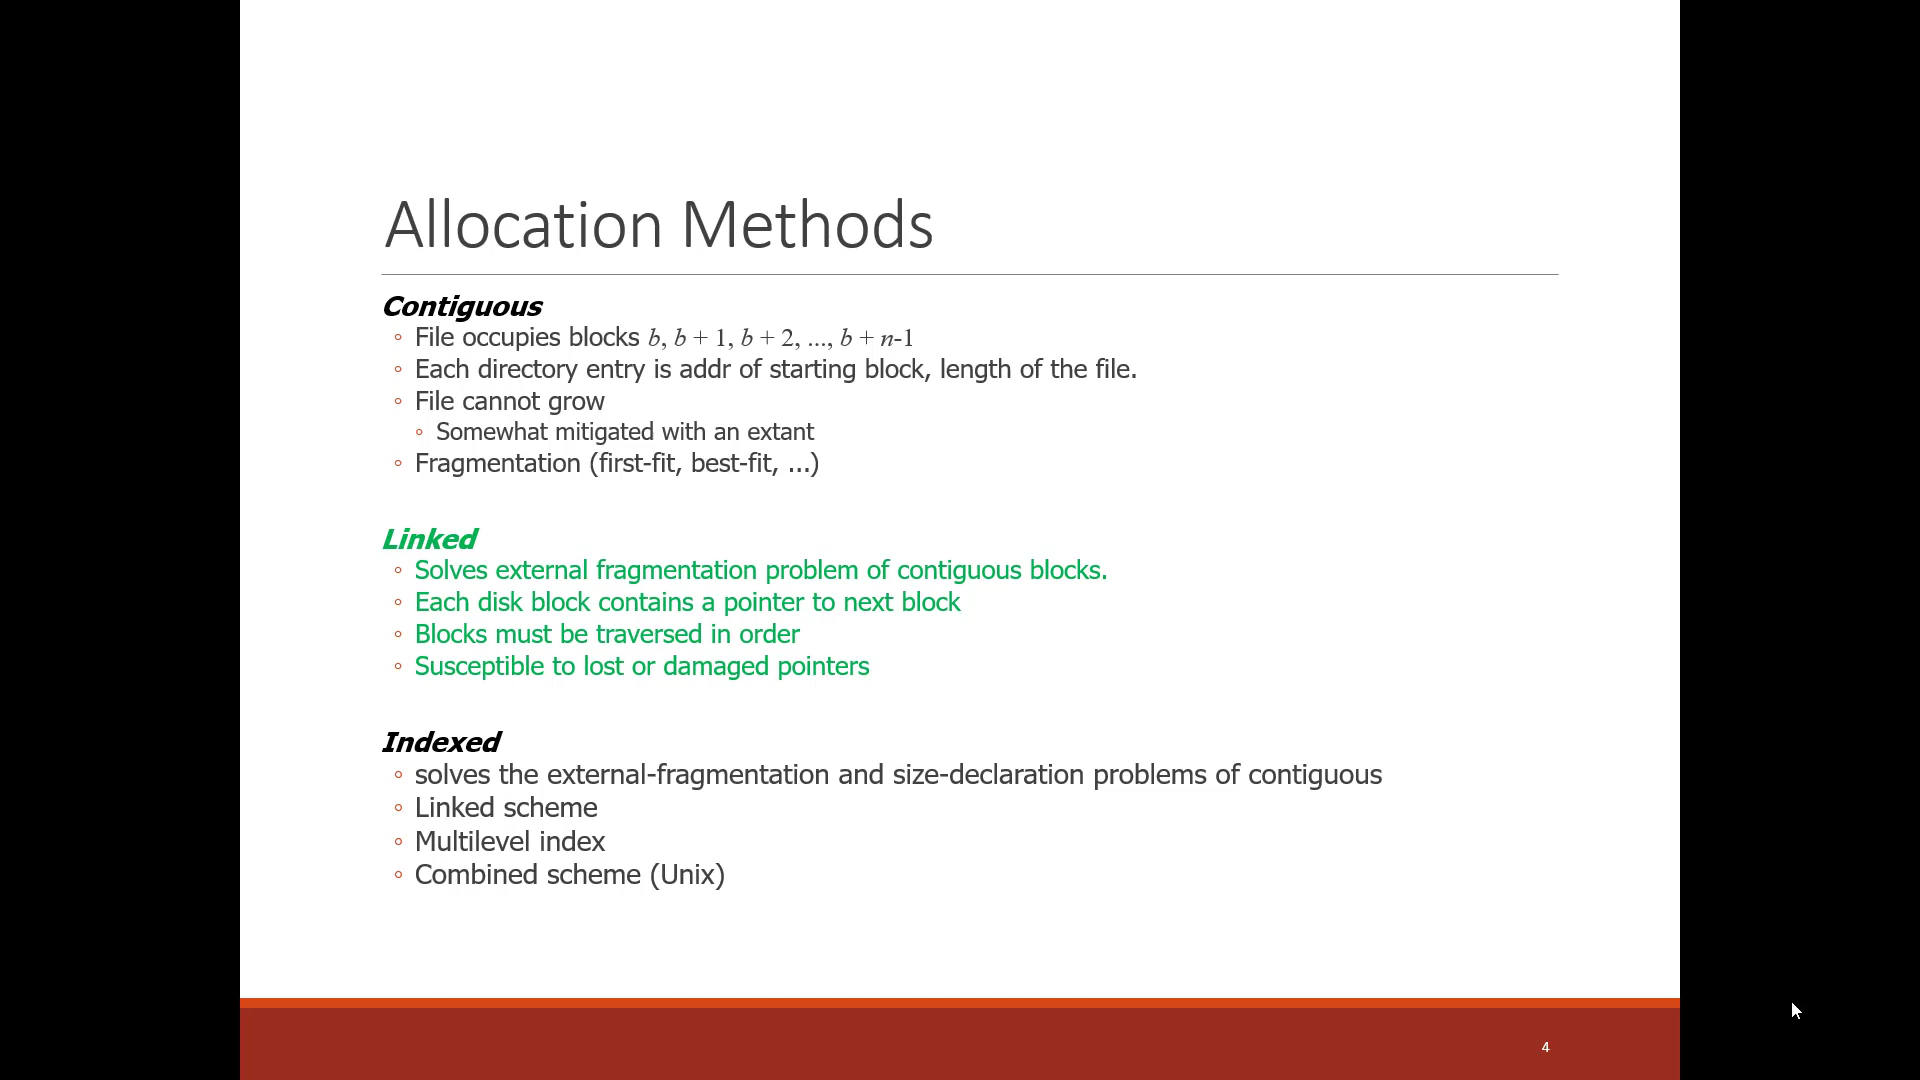 Allocation Methods
Contiguous
◦ File occupies blocks b, b + 1, b + 2, ..., b + n-1
◦ Each directory entry is addr of starting block, length of the file.
◦ File cannot grow
◦ Somewhat mitigated with an extant
◦ Fragmentation (first-fit, best-fit, ...)
Linked
◦ Solves external fragmentation problem of contiguous blocks.
◦ Each disk block contains a pointer to next block
◦ Blocks must be traversed in order
◦ Susceptible to lost or damaged pointers
Indexed
◦ solves the external-fragmentation and size-declaration problems of contiguous
◦ Linked scheme
◦ Multilevel index
◦ Combined scheme (Unix)
4